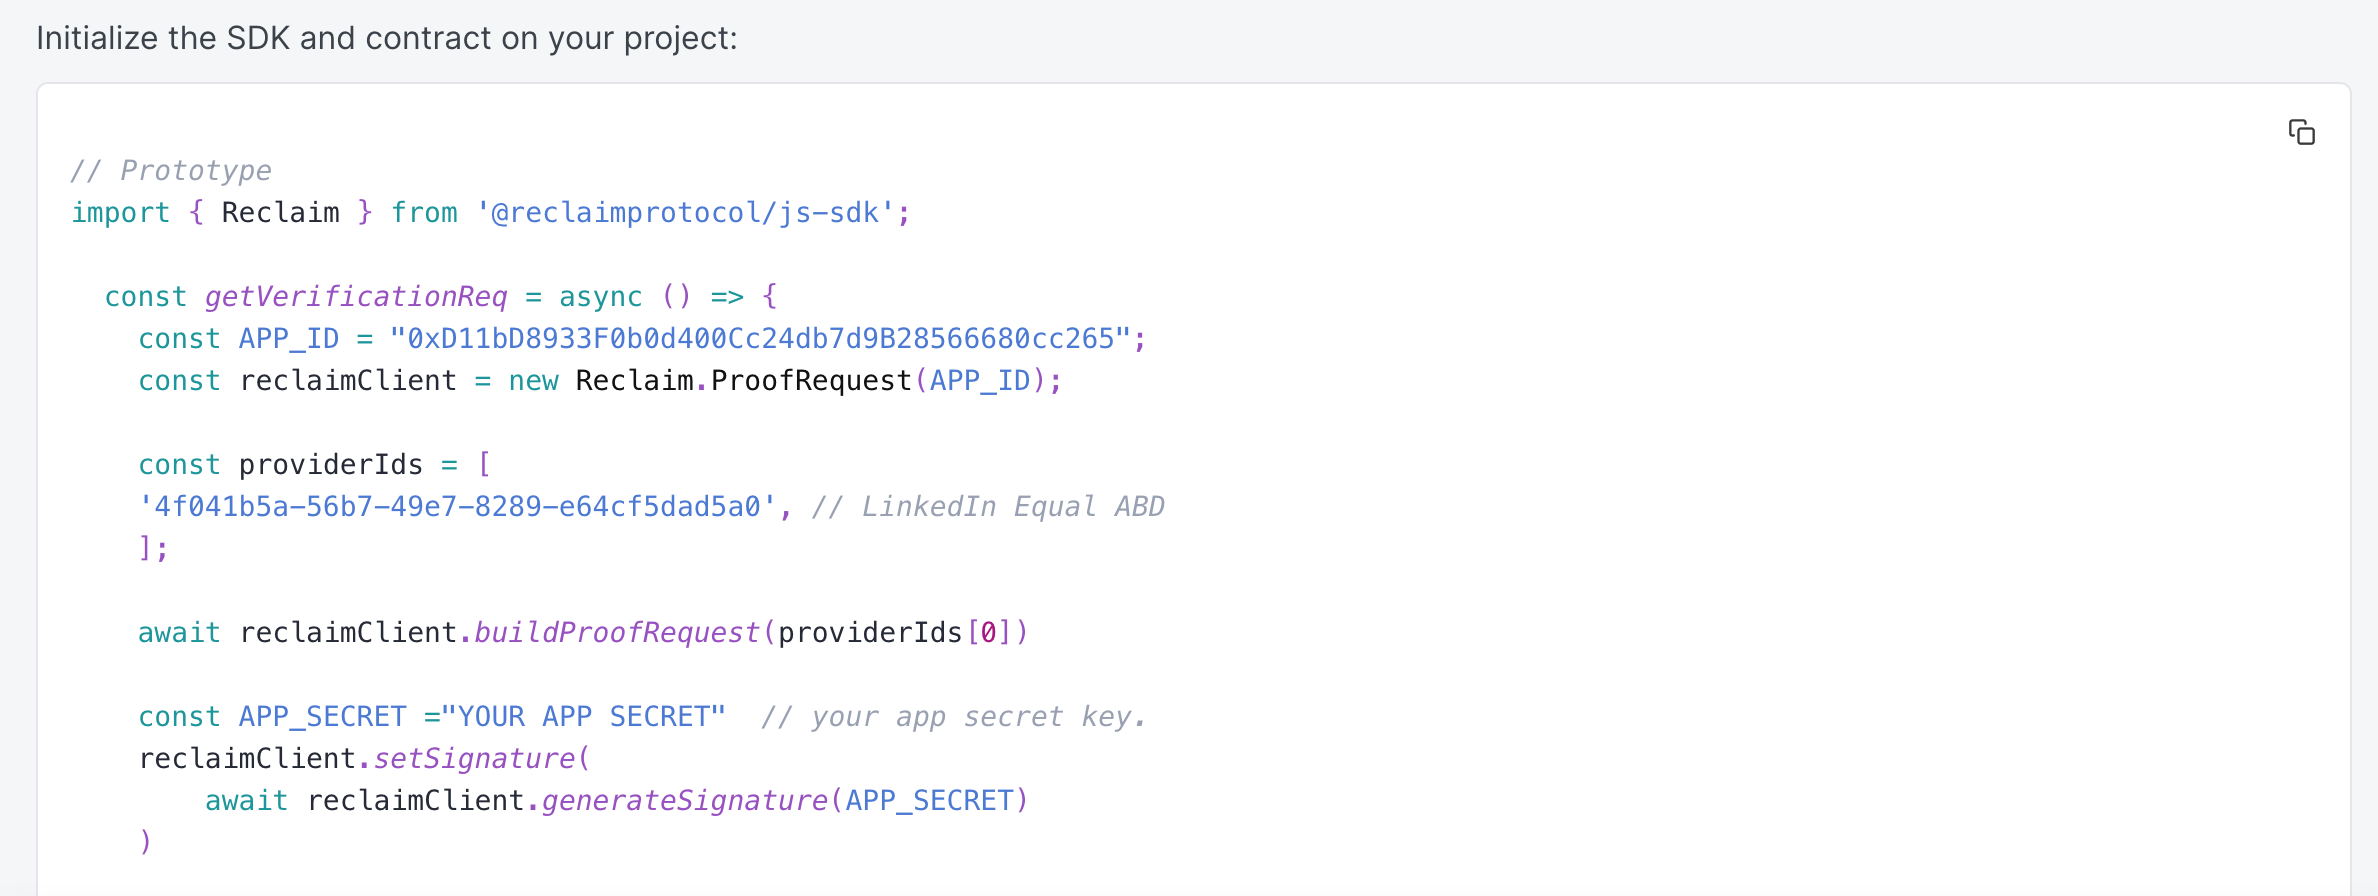 Initialize the SDK and contract on your project:
// Prototype
import { Reclaim } from '@reclaimprotocol/js-sdk';
const getVerificationReq = async () => {
const APP_ID = "0xD11bD8933F0b0d400Cc24db7d9B28566680cc265";
const reclaimClient = new Reclaim.ProofRequest(APP_ID);
const providerIds = [
'4f041b5a-56b7-49e7-8289-e64cf5dad5a0', // LinkedIn Equal ABD
];
await reclaimClient.buildProofRequest(providerIds[0])
const APP_SECRET ="YOUR APP SECRET"  // your app secret key.
reclaimClient.setSignature(
await reclaimClient.generateSignature(APP_SECRET)
)